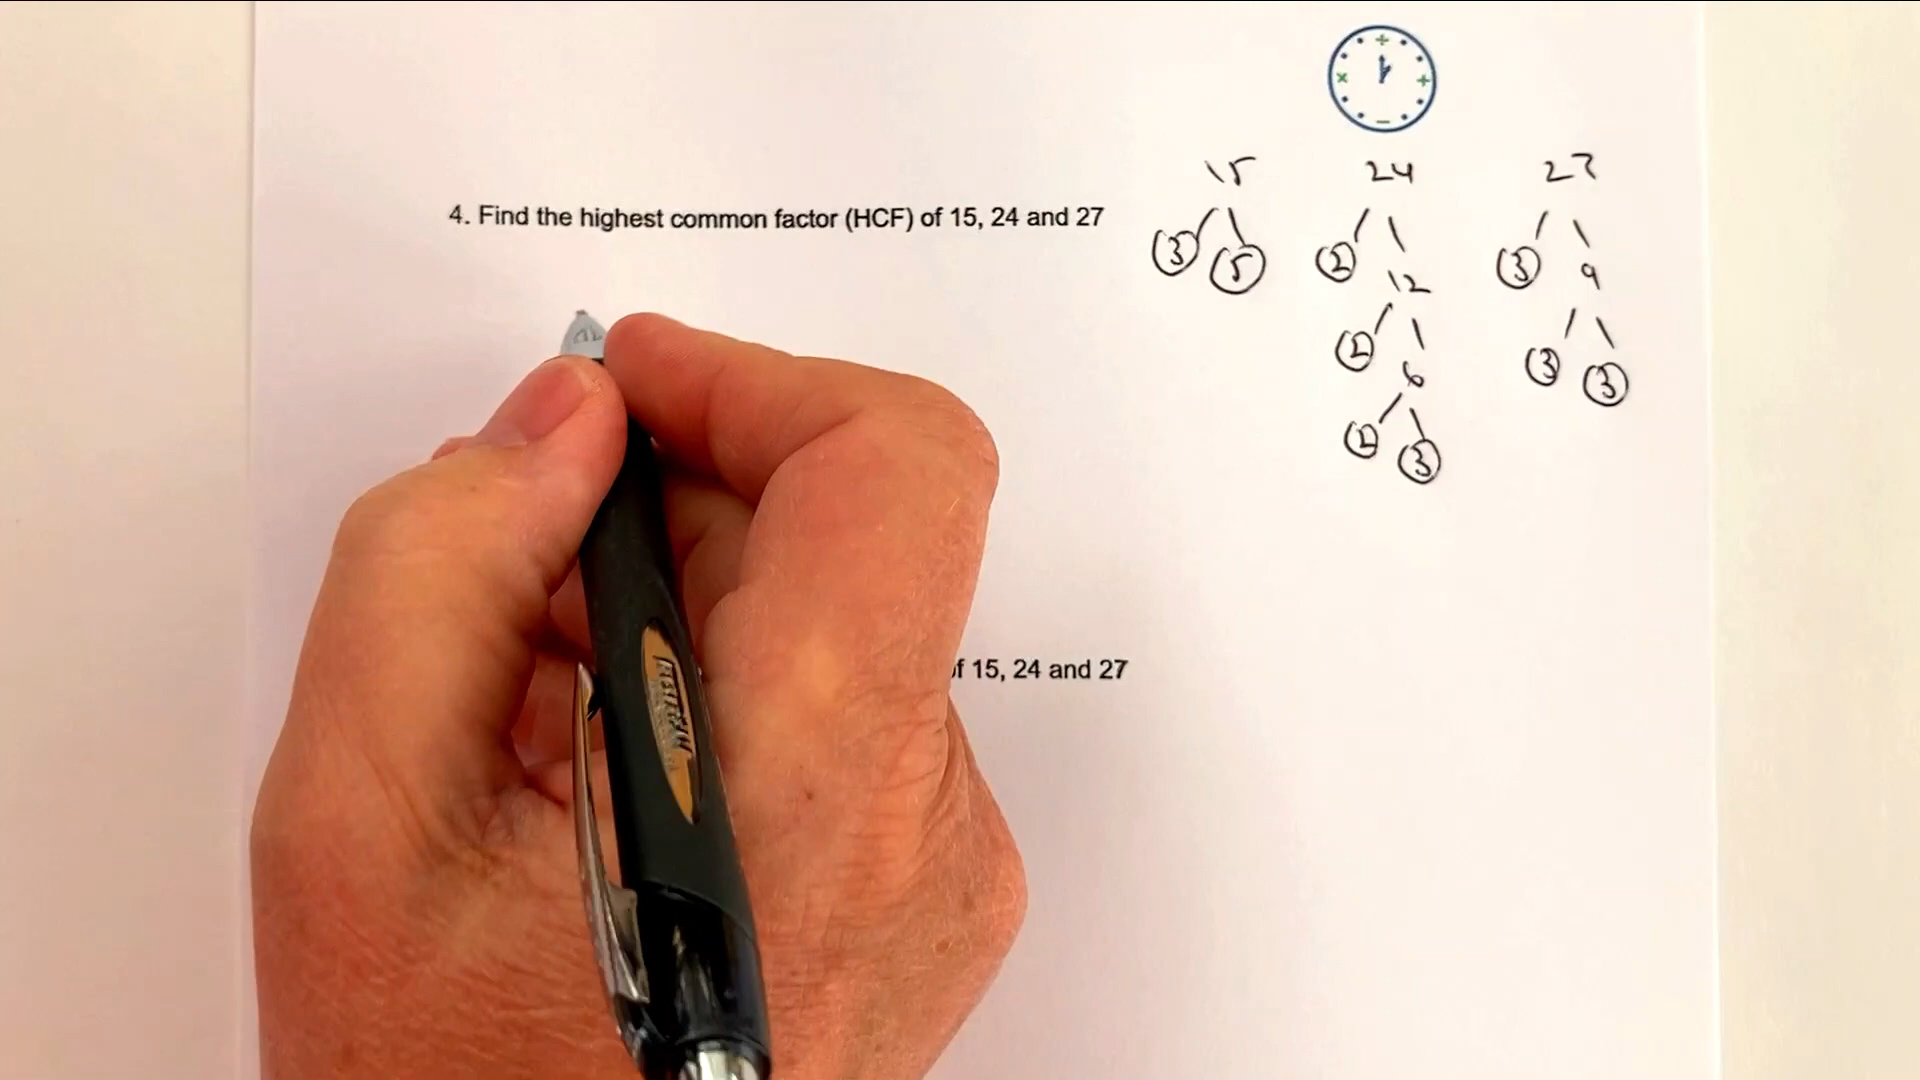 15 24 27
4. Find the highest common factor (HCF) of 15, 24 and 27
3 5 2 12 3 9
2 6 3 3
2 3
of 15, 24 and 27